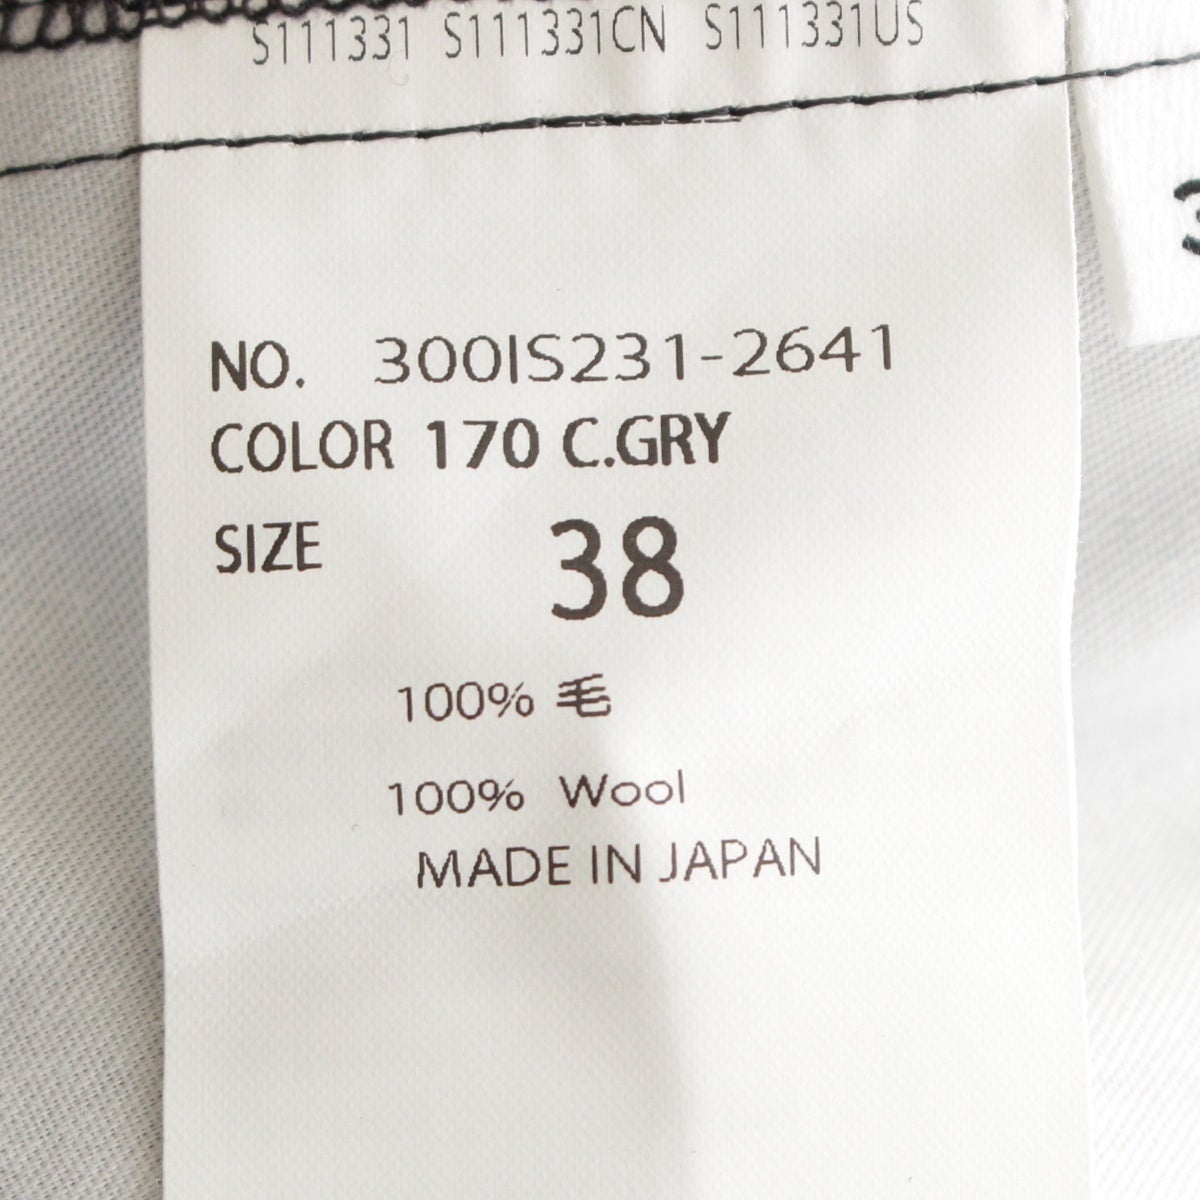 S111331 S111331CN S111331US
NO. 300IS231-2641
COLOR 170 C.GRY
SIZE 38
100% 毛
100% Wool
MADE IN JAPAN